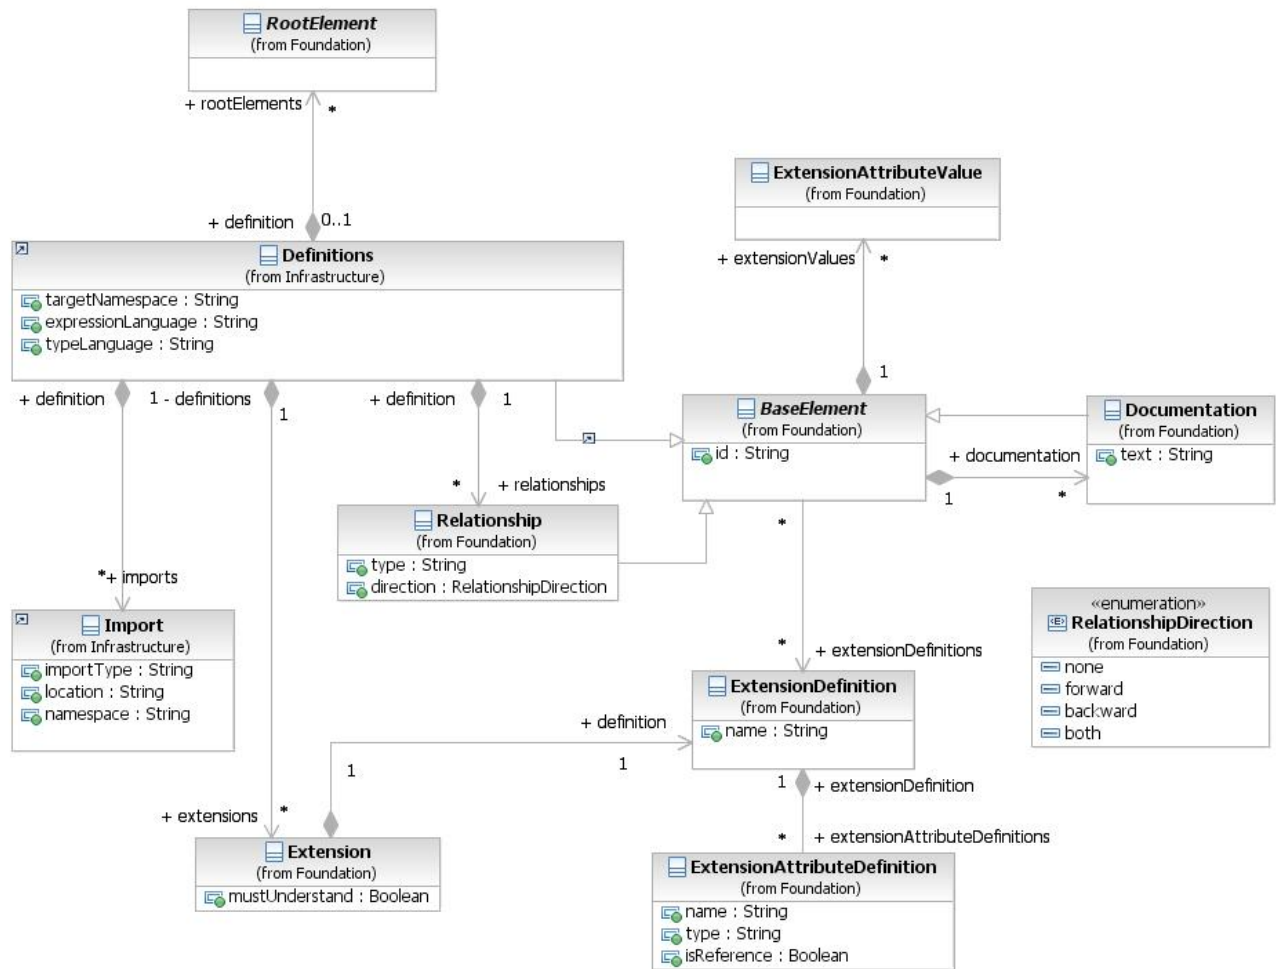 RootElement
(from Foundation)
+ rootElements
*
+ definition
0..1
Definitions
(from Infrastructure)
targetNamespace : String
expressionLanguage : String
typeLanguage : String
+ definition
1
- definitions
1
+ definition
1
ExtensionAttributeValue
(from Foundation)
+ extensionValues
*
1
BaseElement
(from Foundation)
id : String
Documentation
(from Foundation)
text : String
+ documentation
1
*
*
+ relationships
Relationship
(from Foundation)
type : String
direction : RelationshipDirection
*
*+ imports
Import
(from Infrastructure)
importType : String
location : String
namespace : String
«enumeration»
RelationshipDirection
(from Foundation)
none
forward
backward
both
*
+ extensionDefinitions
ExtensionDefinition
(from Foundation)
name : String
+ definition
1
1
1
+ extensionDefinition
+ extensions
*
*
+ extensionAttributeDefinitions
Extension
(from Foundation)
mustUnderstand : Boolean
ExtensionAttributeDefinition
(from Foundation)
name : String
type : String
isReference : Boolean